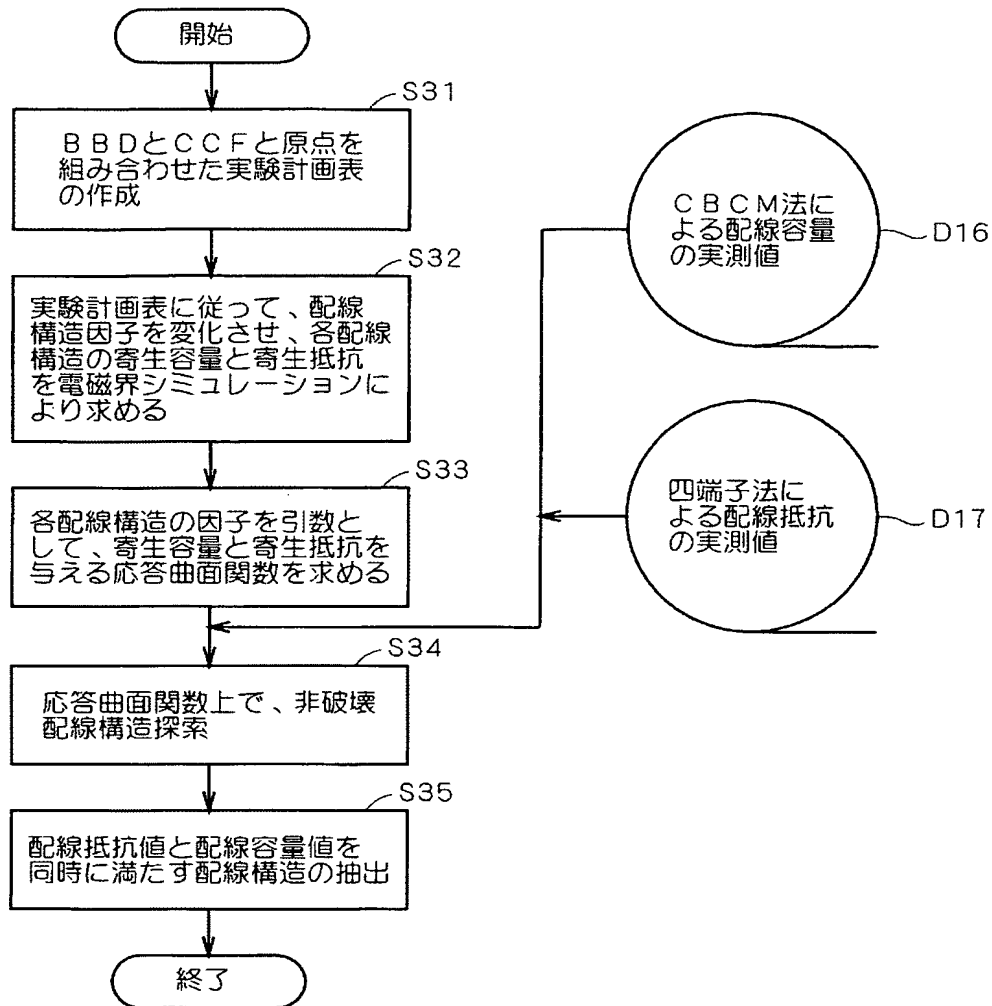 開始
S31
ＢＢＤとＣＣＦと原点を
組み合わせた実験計画表
の作成
S32
実験計画表に従って、配線
構造因子を変化させ、各配線
構造の寄生容量と寄生抵抗
を電磁界シミュレーションに
より求める
S33
各配線構造の因子を引数と
して、寄生容量と寄生抵抗を
与える応答曲面関数を求める
S34
応答曲面関数上で、非破壊
配線構造探索
S35
配線抵抗値と配線容量値を
同時に満たす配線構造の抽出
終了
ＣＢＣＭ法に
よる配線容量
の実測値
D16
四端子法に
よる配線抵抗
の実測値
D17